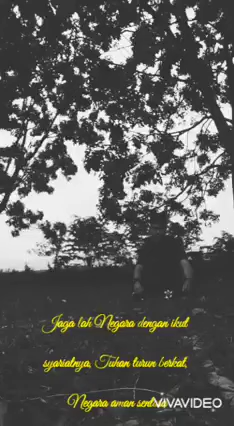 Jaga lah Negara dengan ikut
syariatnya, Tuhan turun berkat,
Negara aman
VIVAVIDEO